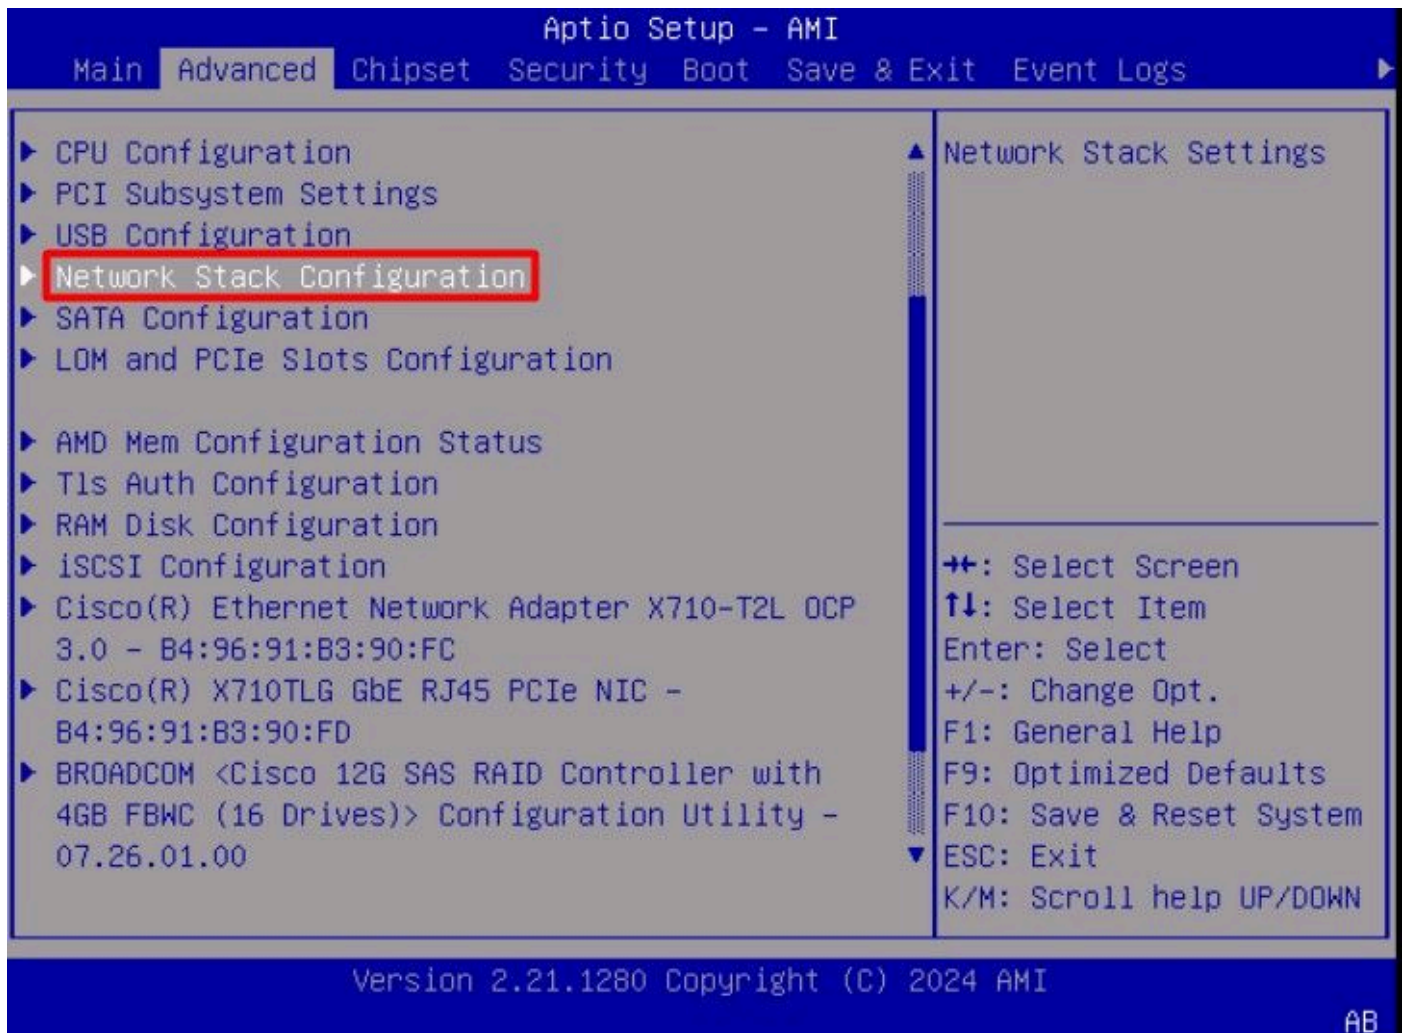 Aptio Setup – AMI
Main Advanced Chipset Security Boot Save & Exit Event Logs
CPU Configuration
PCI Subsystem Settings
USB Configuration
Network Stack Configuration
SATA Configuration
LOM and PCIe Slots Configuration
AMD Mem Configuration Status
Tls Auth Configuration
RAM Disk Configuration
iSCSI Configuration
Cisco(R) Ethernet Network Adapter X710-T2L OCP
3.0 – B4:96:91:B3:90:FC
Cisco(R) X710TLG GbE RJ45 PCIe NIC –
B4:96:91:B3:90:FD
BROADCOM <Cisco 12G SAS RAID Controller with
4GB FBWC (16 Drives)> Configuration Utility –
07.26.01.00
Network Stack Settings
→←: Select Screen
↑↓: Select Item
Enter: Select
+/-: Change Opt.
F1: General Help
F9: Optimized Defaults
F10: Save & Reset System
ESC: Exit
K/M: Scroll help UP/DOWN
Version 2.21.1280 Copyright (C) 2024 AMI
AB